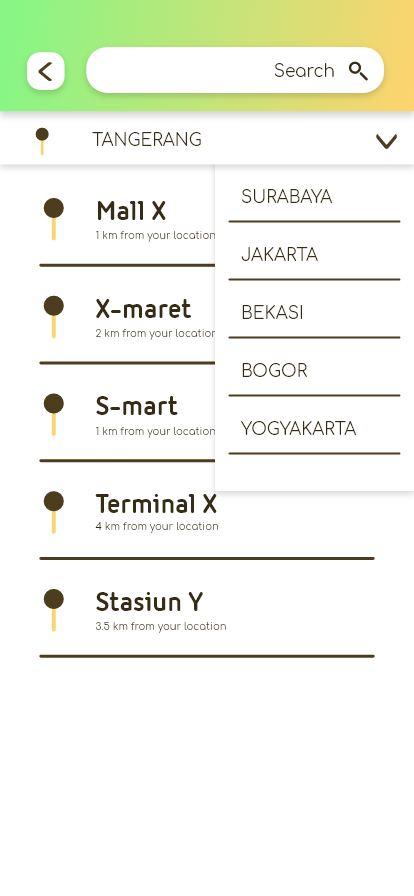 Search
TANGERANG
SURABAYA
JAKARTA
BEKASI
BOGOR
YOGYAKARTA
Mall X
1 km from your location
X-maret
2 km from your location
S-mart
1 km from your location
Terminal X
4 km from your location
Stasiun Y
3.5 km from your location